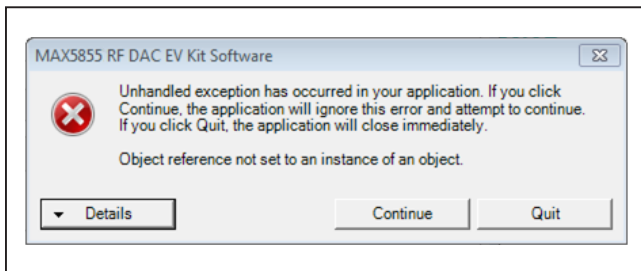 MAX5855 RF DAC EV Kit Software
Unhandled exception has occurred in your application. If you click
Continue, the application will ignore this error and attempt to continue.
If you click Quit, the application will close immediately.
Object reference not set to an instance of an object.
Details
Continue
Quit